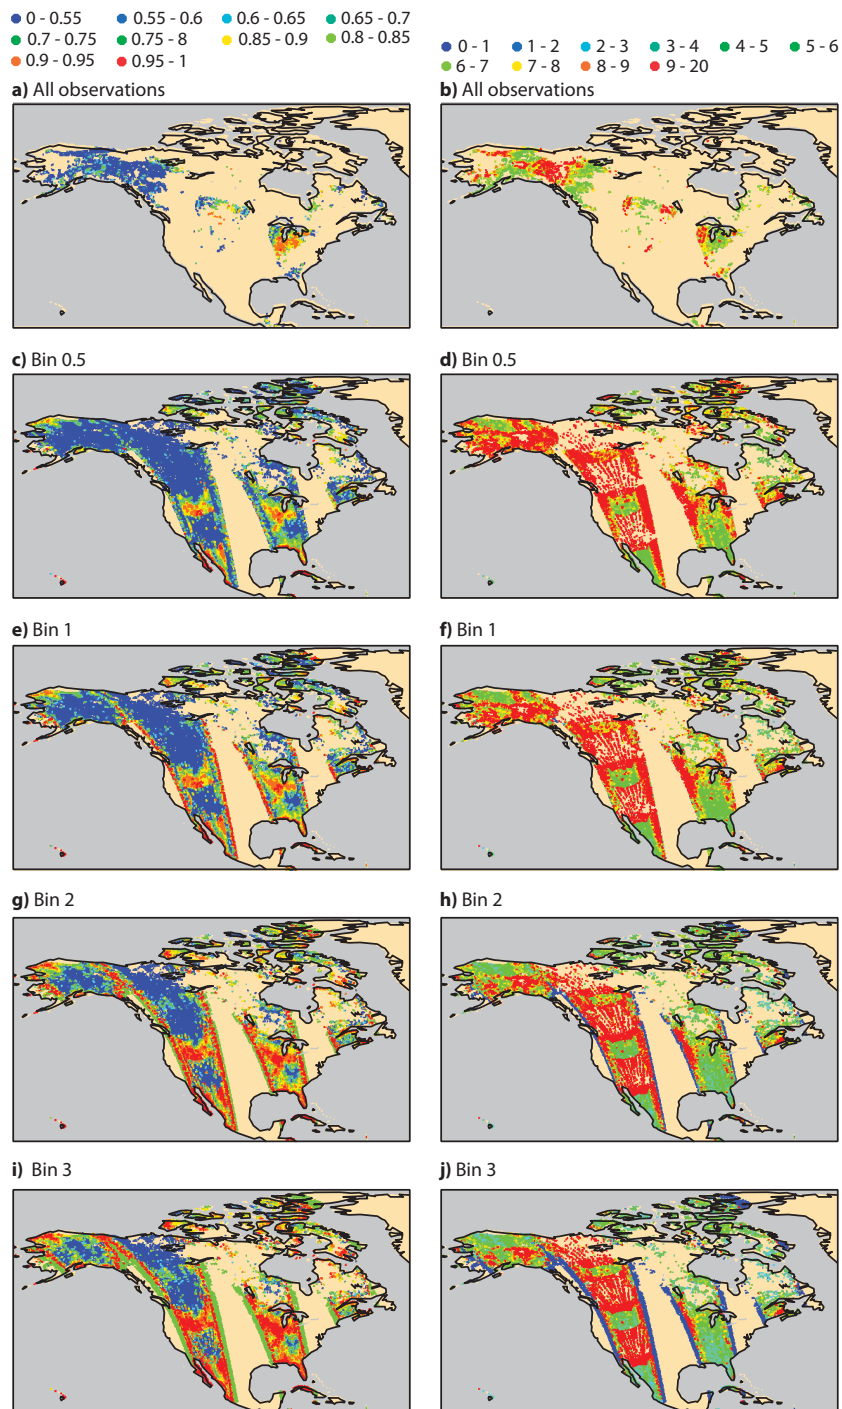 0 - 0.55 0.55 - 0.6 0.6 - 0.65 0.65 - 0.7
0.7 - 0.75 0.75 - 8 0.85 - 0.9 0.8 - 0.85
0.9 - 0.95 0.95 - 1
0 - 1 1 - 2 2 - 3 3 - 4 4 - 5 5 - 6
6 - 7 7 - 8 8 - 9 9 - 20
a) All observations
b) All observations
c) Bin 0.5
d) Bin 0.5
e) Bin 1
f) Bin 1
g) Bin 2
h) Bin 2
i) Bin 3
j) Bin 3